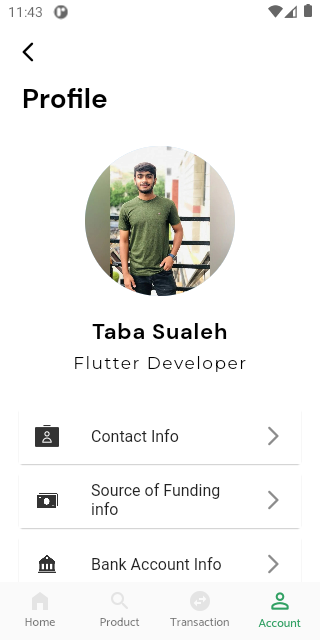 11:43
Profile
Taba Sualeh
Flutter Developer
Contact Info
Source of Funding
info
Bank Account Info
Home
Product
Transaction
Account